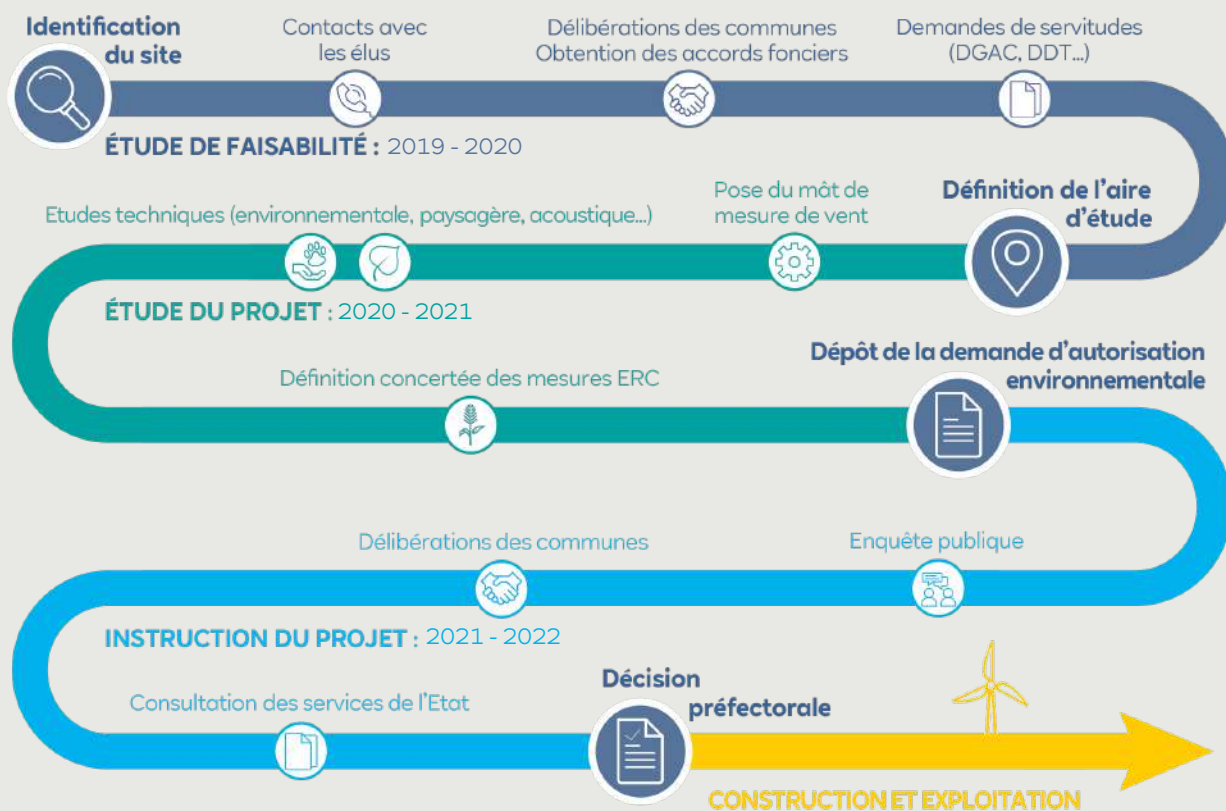 Identification
du site
Contacts avec
les élus
Délibérations des communes
Obtention des accords fonciers
Demandes de servitudes
(DGAC, DDT...)
ÉTUDE DE FAISABILITÉ : 2019 - 2020
Définition de l'aire
d'étude
Pose du mât de
mesure de vent
Etudes techniques (environnementale, paysagère, acoustique...)
ÉTUDE DU PROJET : 2020 - 2021
Définition concertée des mesures ERC
Dépôt de la demande d'autorisation
environnementale
Enquête publique
Délibérations des communes
INSTRUCTION DU PROJET : 2021 - 2022
Consultation des services de l'Etat
Décision
préfectorale
CONSTRUCTION ET EXPLOITATION